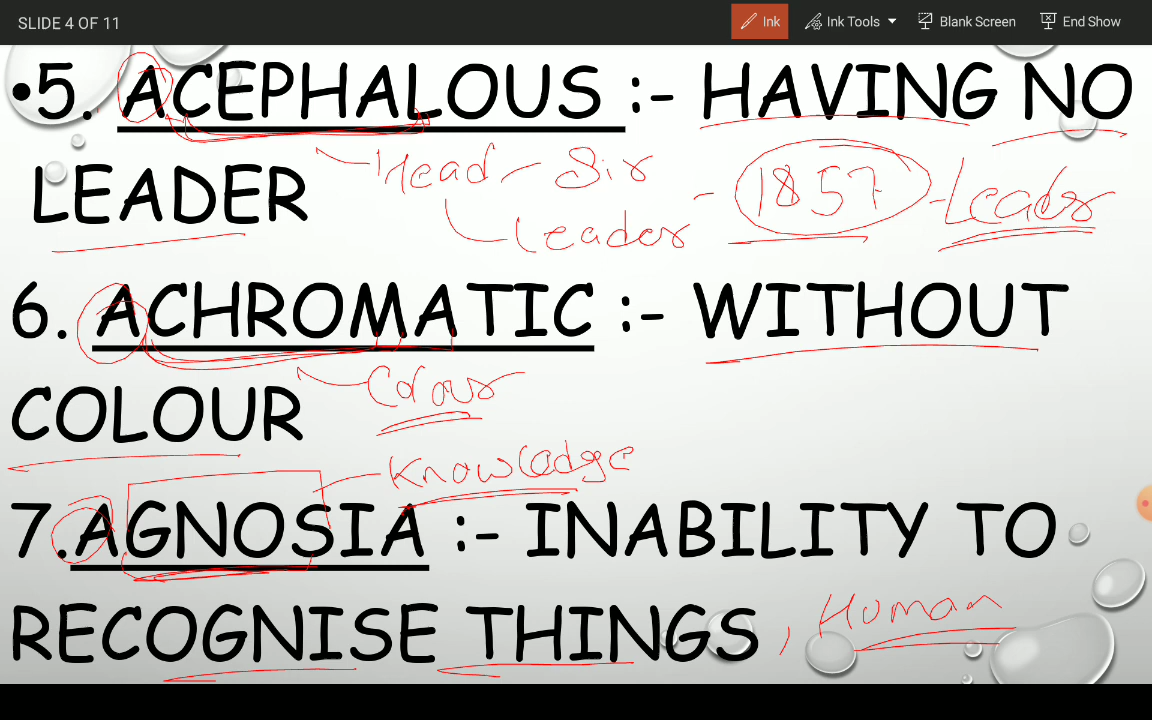 SLIDE 4 OF 11 Ink Ink Tools Blank Screen End Show
•5. ACEPHALOUS :- HAVING NO
Head - Sir
LEADER
Leader - 1857 - Leader
6. ACHROMATIC :- WITHOUT
Colour
COLOUR
Knowledge
7.AGNOSIA :- INABILITY TO
RECOGNISE THINGS , Human